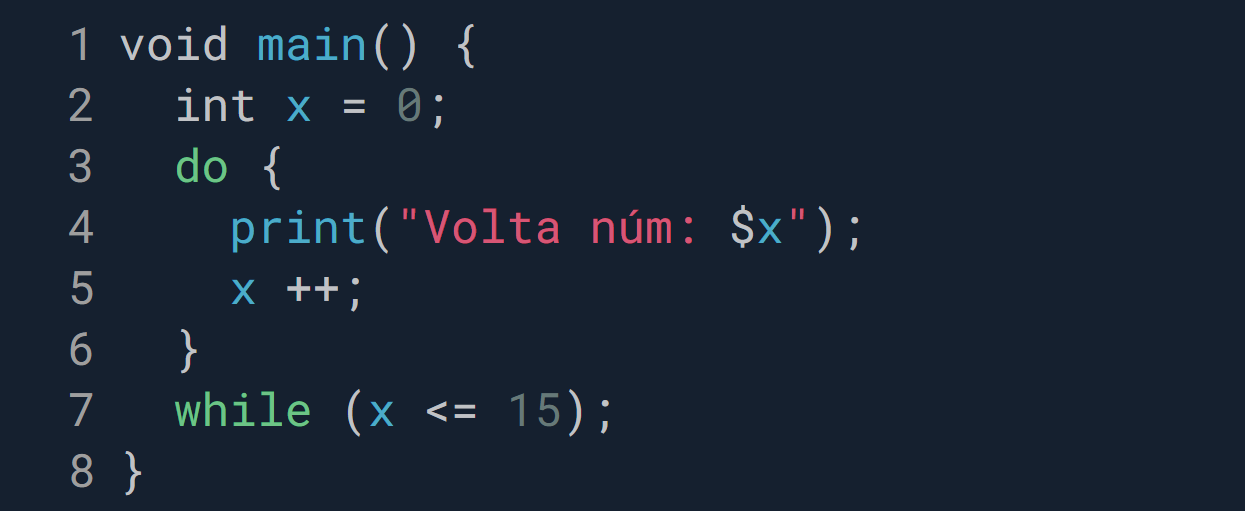 1 void main() {
2   int x = 0;
3   do {
4     print("Volta núm: $x");
5     x ++;
6   }
7   while (x <= 15);
8 }